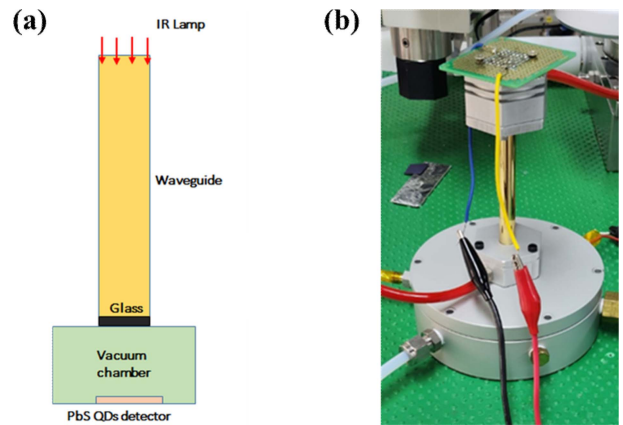 (a)
IR Lamp
Waveguide
Glass
Vacuum
chamber
PbS QDs detector
(b)